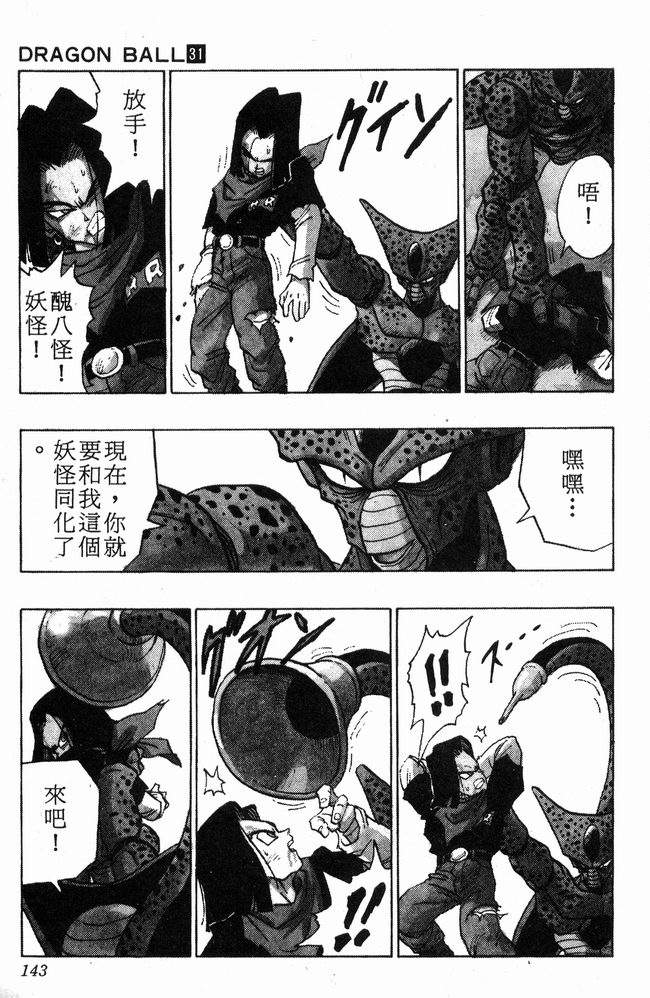 DRAGON BALL 31
唔！
グイン
放手！
醜八怪！
妖怪！
嘿嘿…
現在，你就
要和我這個
妖怪同化了
。
ス・・・・
!!
グオン
!!
來吧！
143